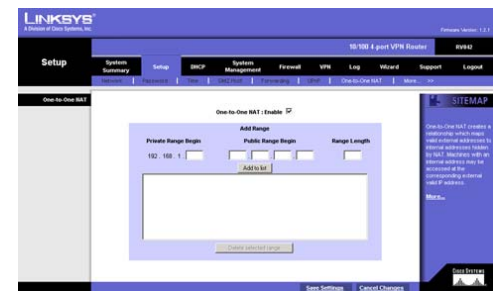 LINKSYS®
A Division of Cisco Systems, Inc.
Firmware Version: 1.2.1
10/100 4-port VPN Router
RV042
Setup
System Summary
Setup
DHCP
System Management
Firewall
VPN
Log
Wizard
Support
Logout
Network
Password
Time
DMZ Host
Forwarding
UPnP
One-to-One NAT
More... >>
One-to-One NAT
SITEMAP
One-to-One NAT : Enable
Add Range
Private Range Begin
Public Range Begin
Range Length
192 . 168 . 1 .
Add to list
Delete selected range
One-to-One NAT creates a
relationship which maps
valid external addresses to
internal addresses hidden
by NAT. Machines with an
internal address may be
accessed at the
corresponding external
valid IP address.
More...
Save Settings
Cancel Changes
CISCO SYSTEMS